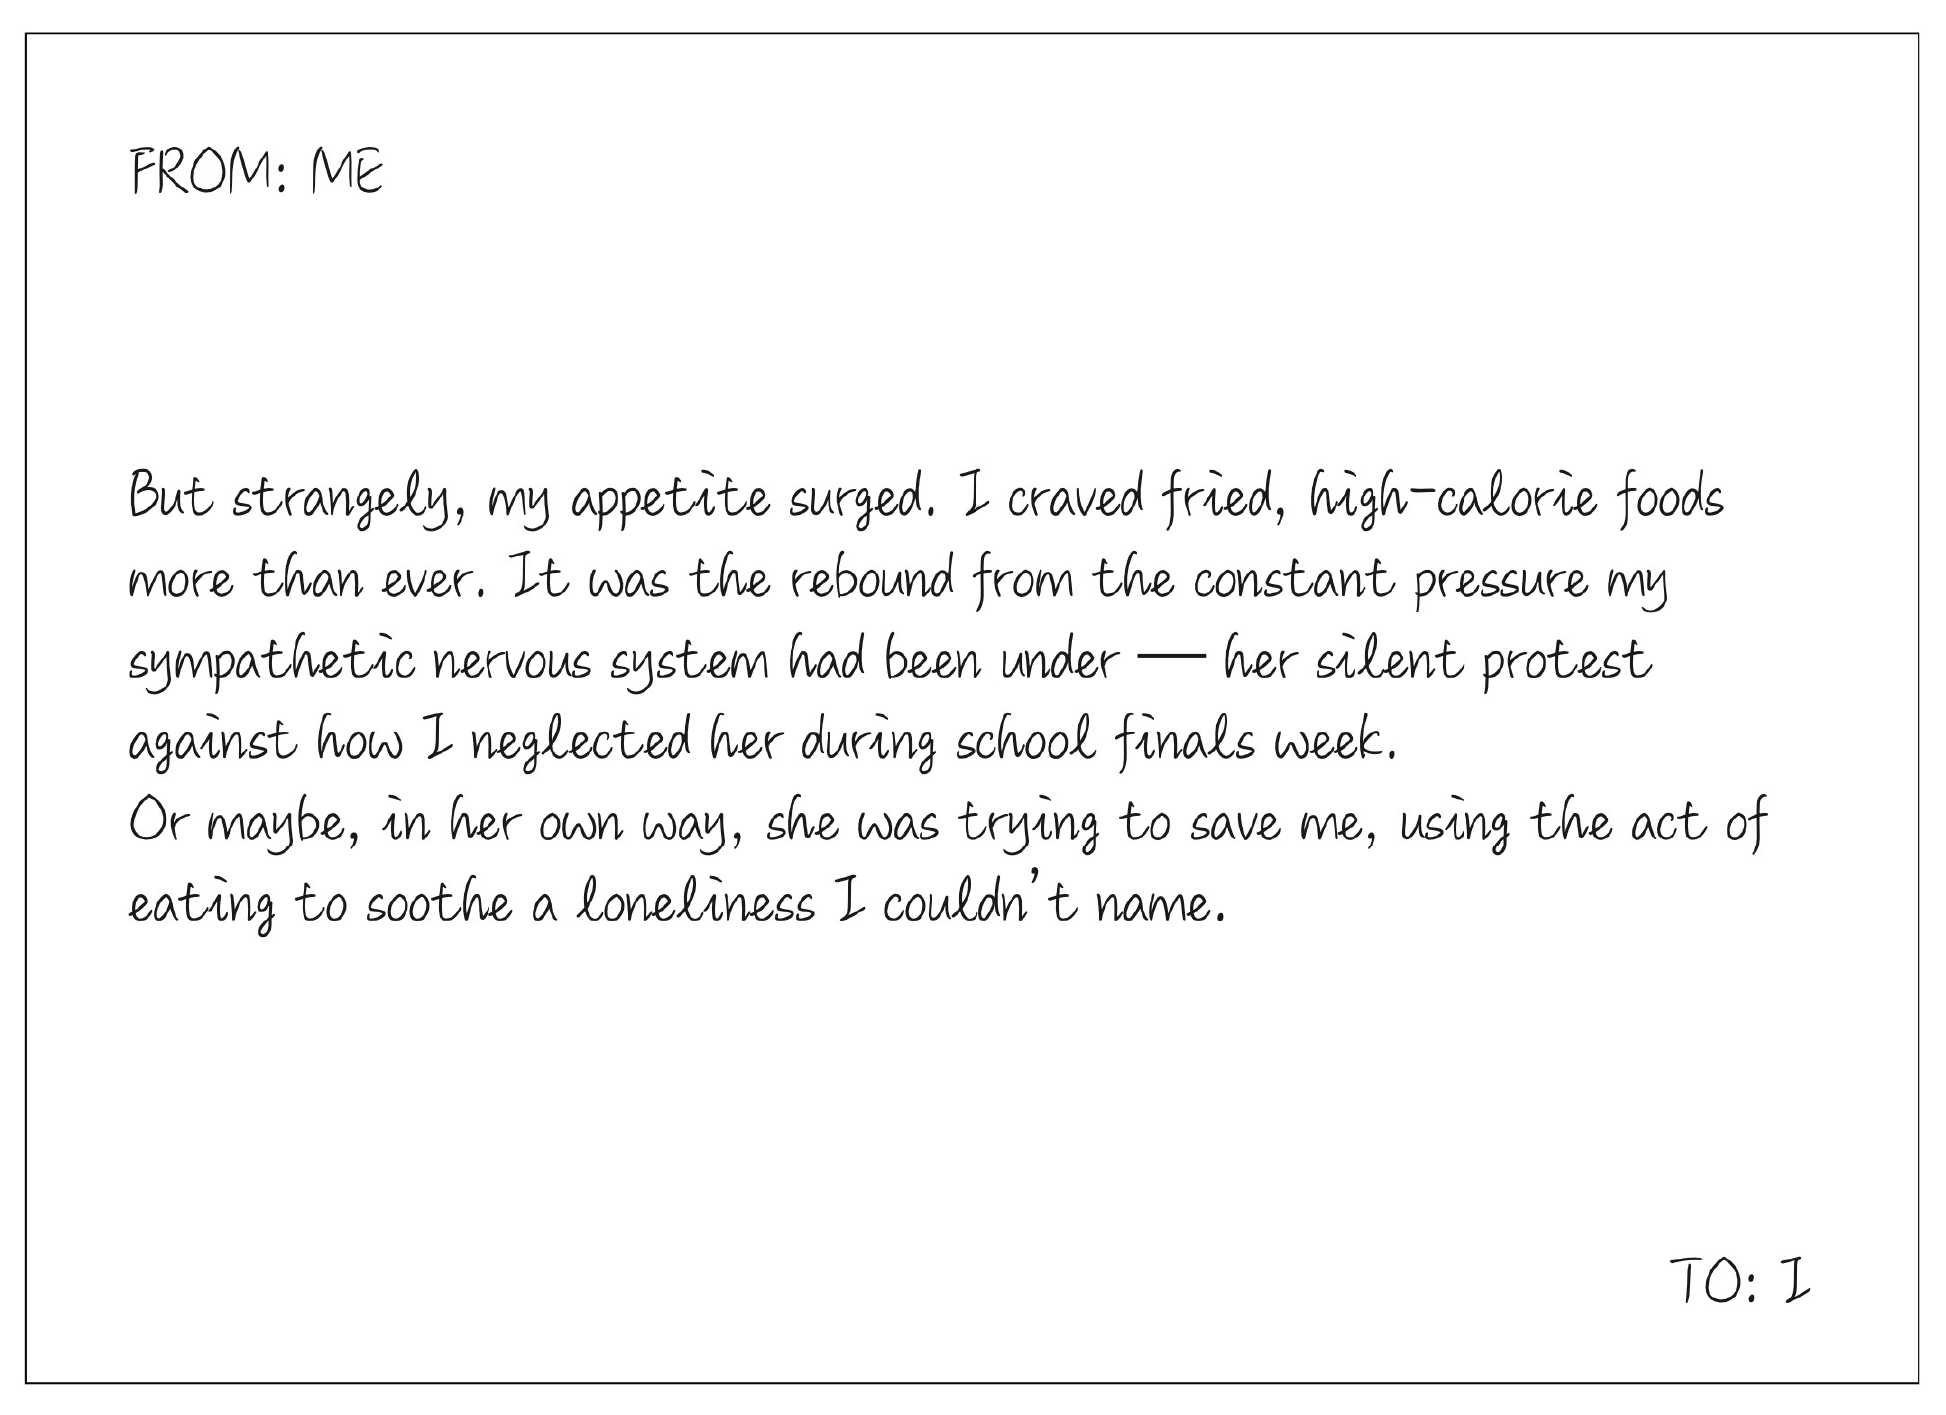 FROM: ME
But strangely, my appetite surged. I craved fried, high-calorie foods
more than ever. It was the rebound from the constant pressure my
sympathetic nervous system had been under — her silent protest
against how I neglected her during school finals week.
Or maybe, in her own way, she was trying to save me, using the act of
eating to soothe a loneliness I couldn't name.
TO: I